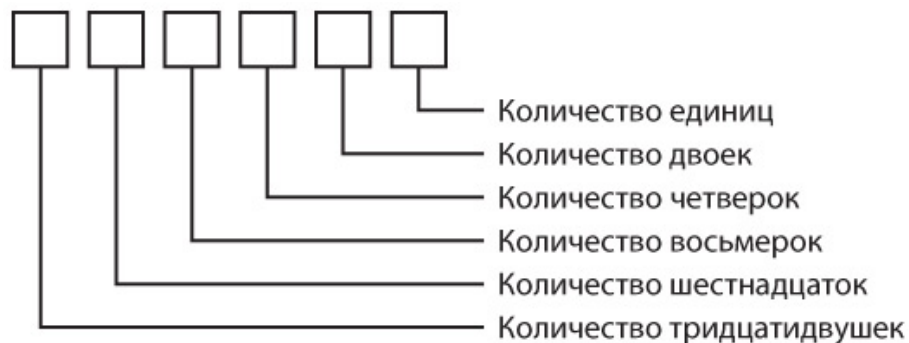 Количество единиц
Количество двоек
Количество четверок
Количество восьмерок
Количество шестнадцаток
Количество тридцатидвушек